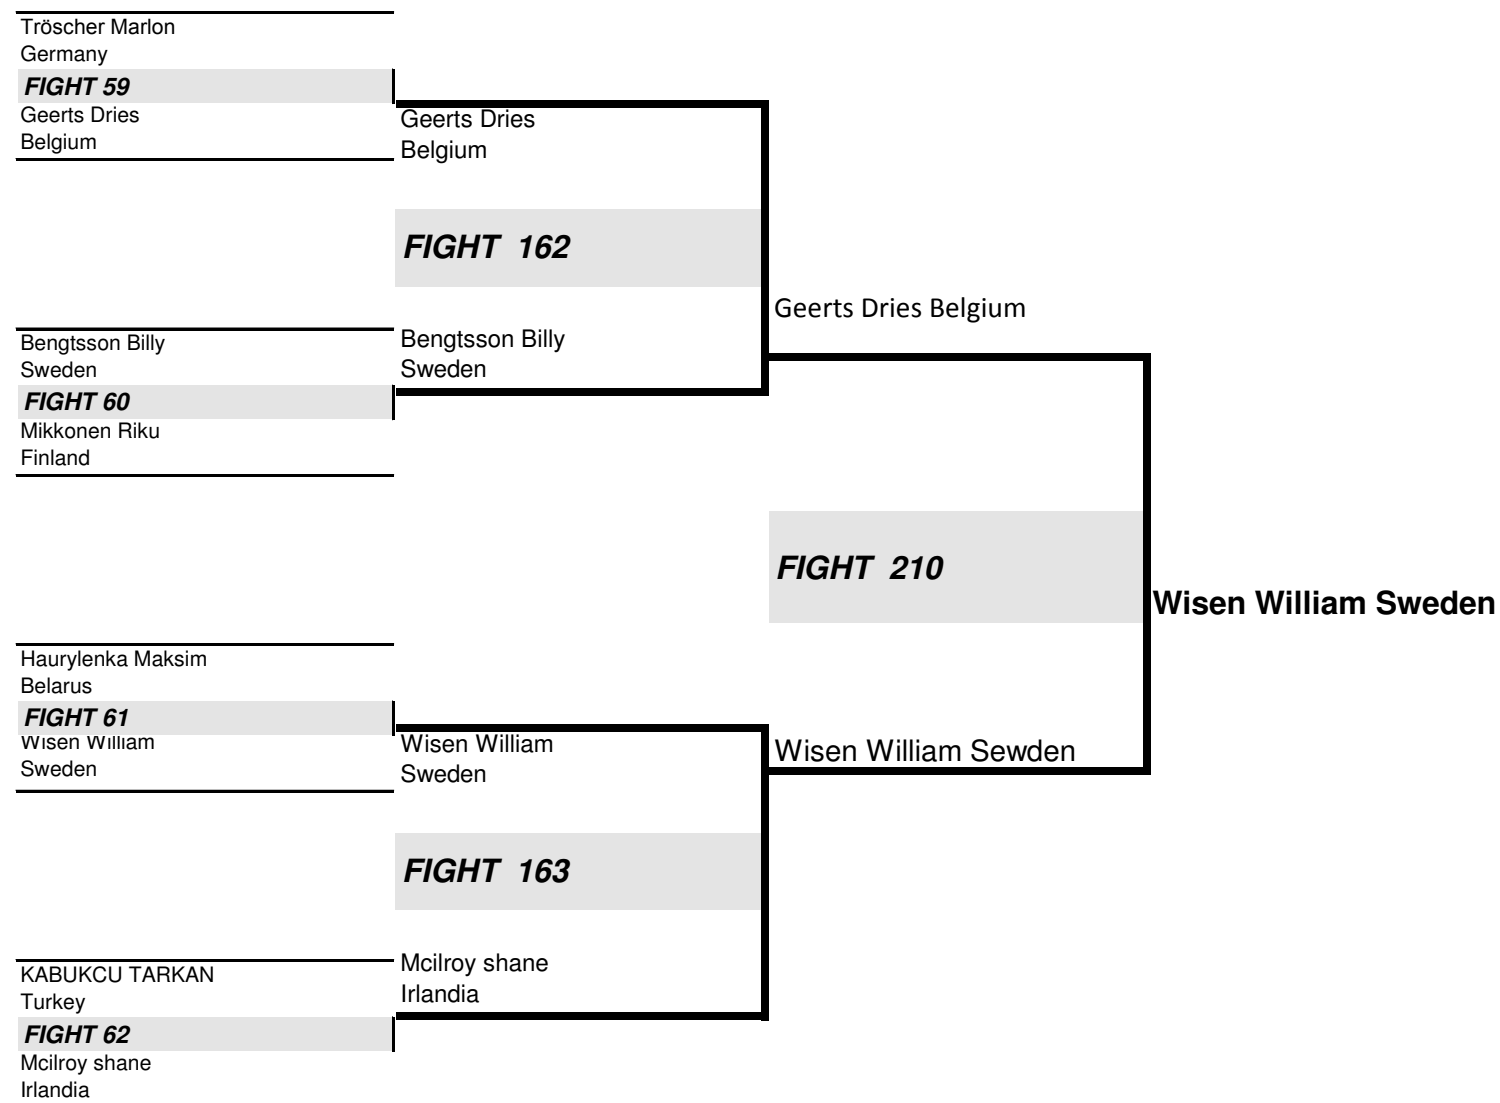 Tröscher Marlon
Germany
FIGHT 59
Geerts Dries
Belgium
Geerts Dries
Belgium
FIGHT 162
Geerts Dries Belgium
Bengtsson Billy
Sweden
Bengtsson Billy
Sweden
FIGHT 60
Mikkonen Riku
Finland
FIGHT 210
Wisen William Sweden
Haurylenka Maksim
Belarus
FIGHT 61
Wisen William
Sweden
Wisen William
Sweden
Wisen William Sewden
FIGHT 163
Mcilroy shane
Irlandia
KABUKCU TARKAN
Turkey
FIGHT 62
Mcilroy shane
Irlandia